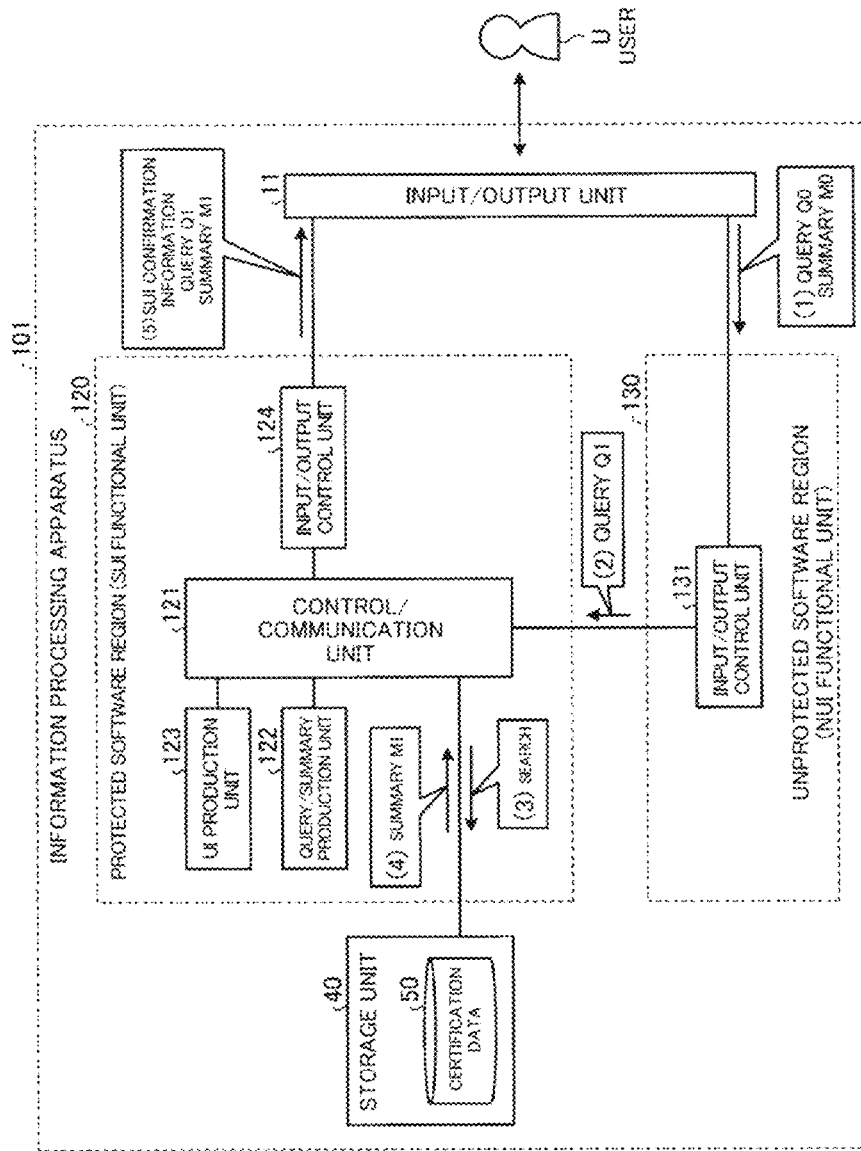 101
INFORMATION PROCESSING APPARATUS
120
PROTECTED SOFTWARE REGION (SUI FUNCTIONAL UNIT)
40
STORAGE UNIT
50
CERTIFICATION
DATA
123
UI PRODUCTION
UNIT
122
QUERY/SUMMARY
PRODUCTION UNIT
(4) SUMMARY M1
(3) SEARCH
121
CONTROL/
COMMUNICATION
UNIT
124
INPUT/OUTPUT
CONTROL UNIT
(5) SUI CONFIRMATION
INFORMATION
QUERY Q1
SUMMARY M1
11
INPUT/OUTPUT UNIT
U
USER
(1) QUERY Q0
SUMMARY M0
130
(2) QUERY Q1
131
INPUT/OUTPUT
CONTROL UNIT
UNPROTECTED SOFTWARE REGION
(NUI FUNCTIONAL UNIT)